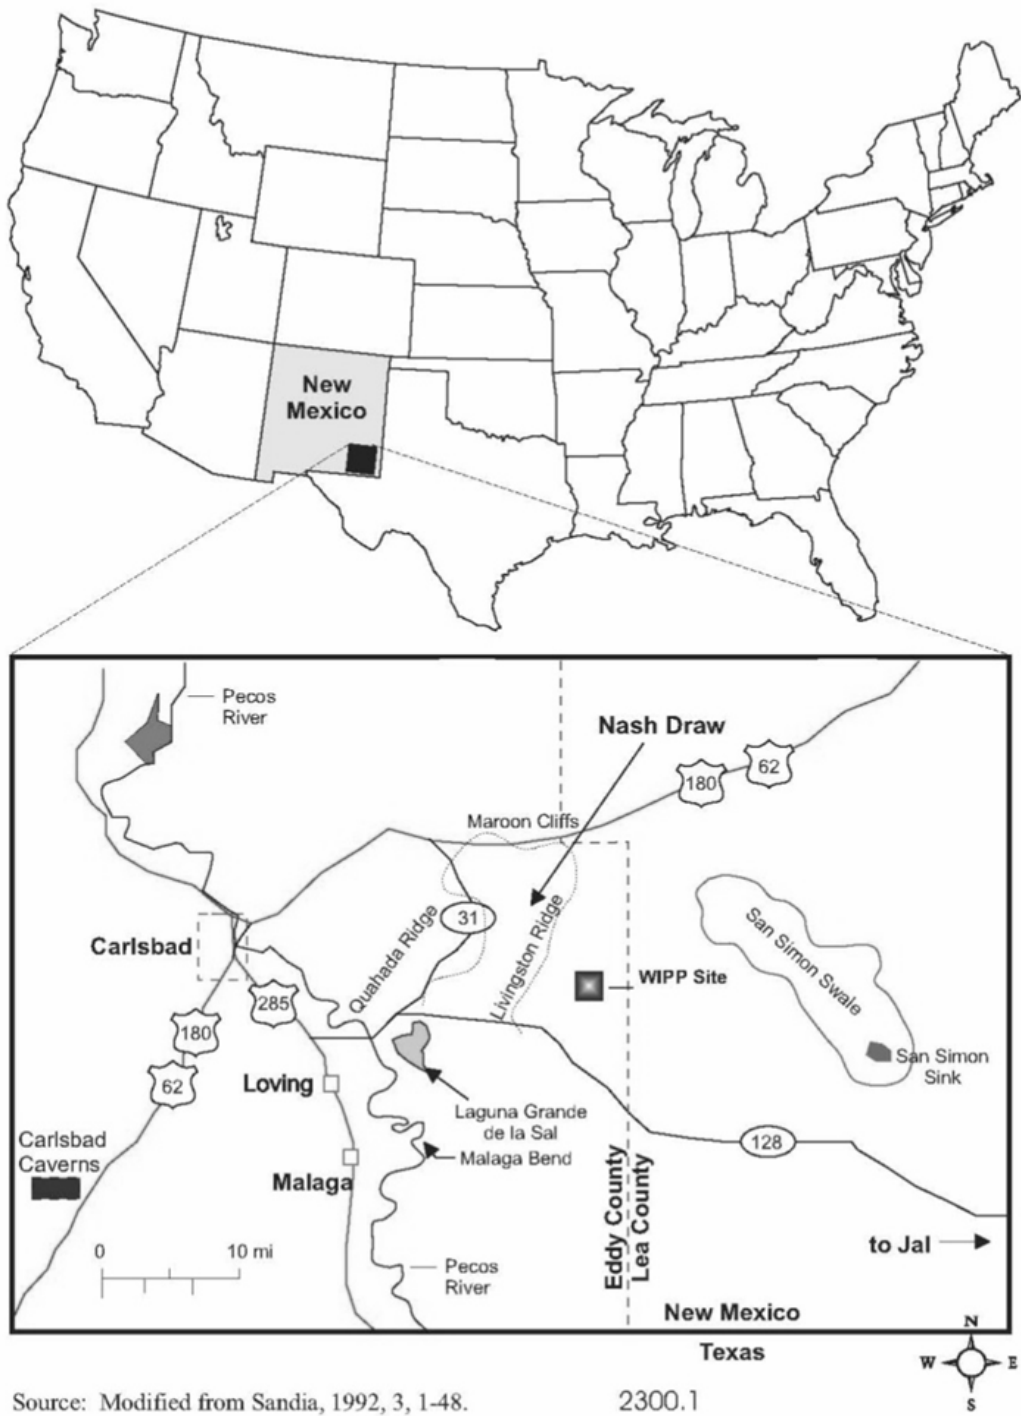 New
Mexico
Pecos
River
Nash Draw
180
62
Maroon Cliffs
31
Quahada Ridge
Livingston Ridge
San Simon Swale
Carlsbad
WIPP Site
285
180
62
San Simon
Sink
Loving
Laguna Grande
de la Sal
Malaga Bend
128
Carlsbad
Caverns
Malaga
Eddy County
Lea County
0 10 mi
to Jal
Pecos
River
New Mexico
Texas
N
W E
S
Source: Modified from Sandia, 1992, 3, 1-48.
2300.1